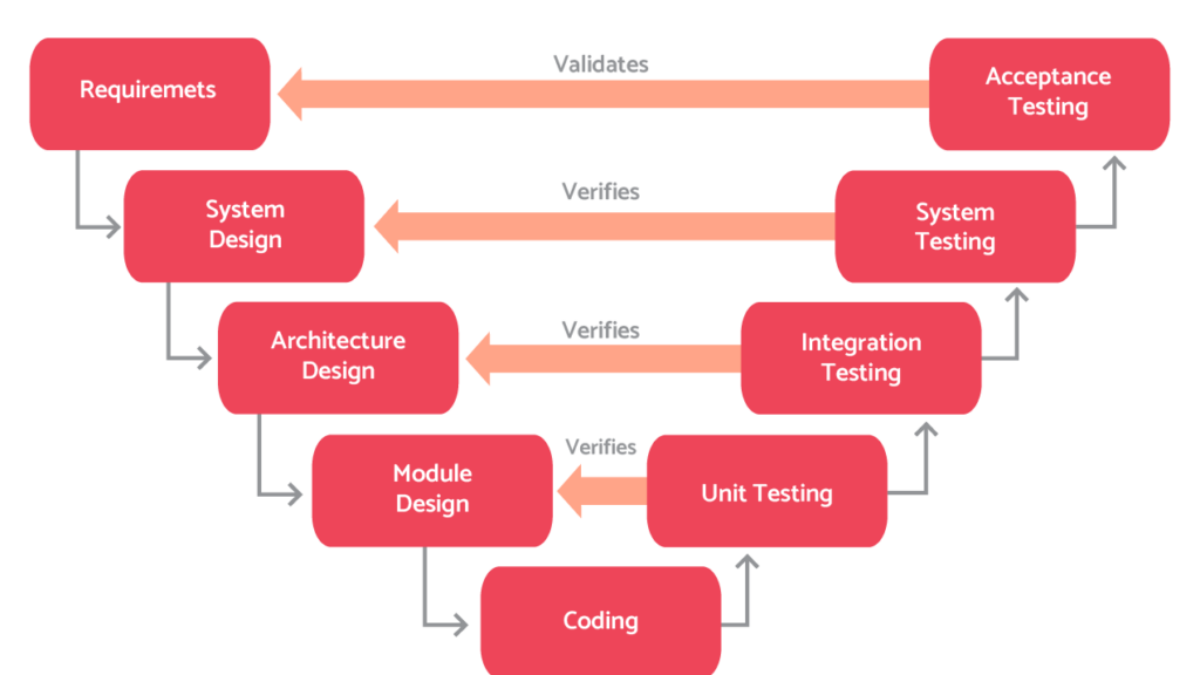 Validates
Requiremets
Acceptance
Testing
Verifies
System
Design
System
Testing
Verifies
Architecture
Design
Integration
Testing
Verifies
Module
Design
Unit Testing
Coding